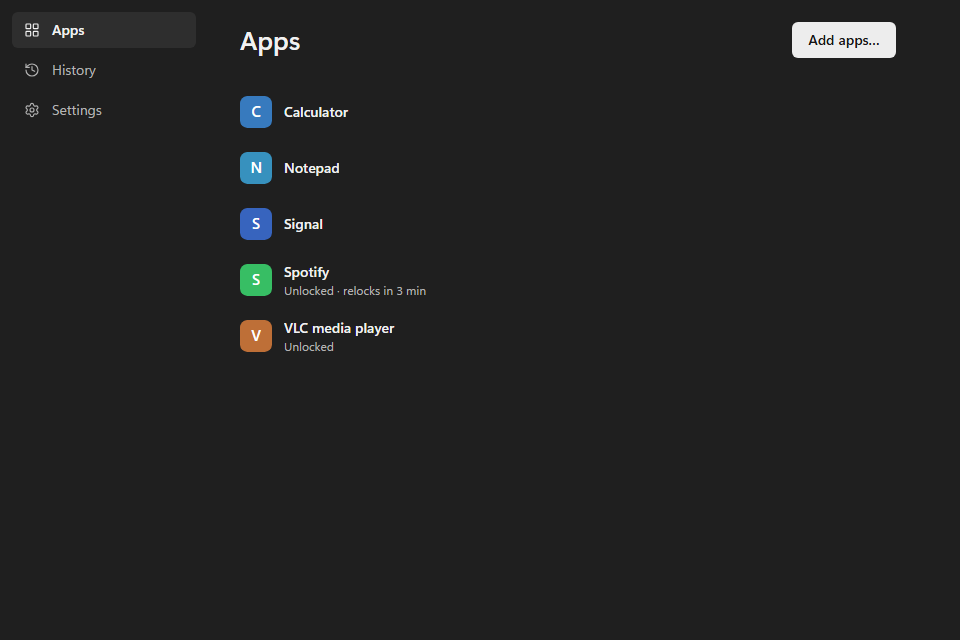 Apps
History
Settings
Apps
Add apps...
C Calculator
N Notepad
S Signal
S Spotify
Unlocked · relocks in 3 min
V VLC media player
Unlocked